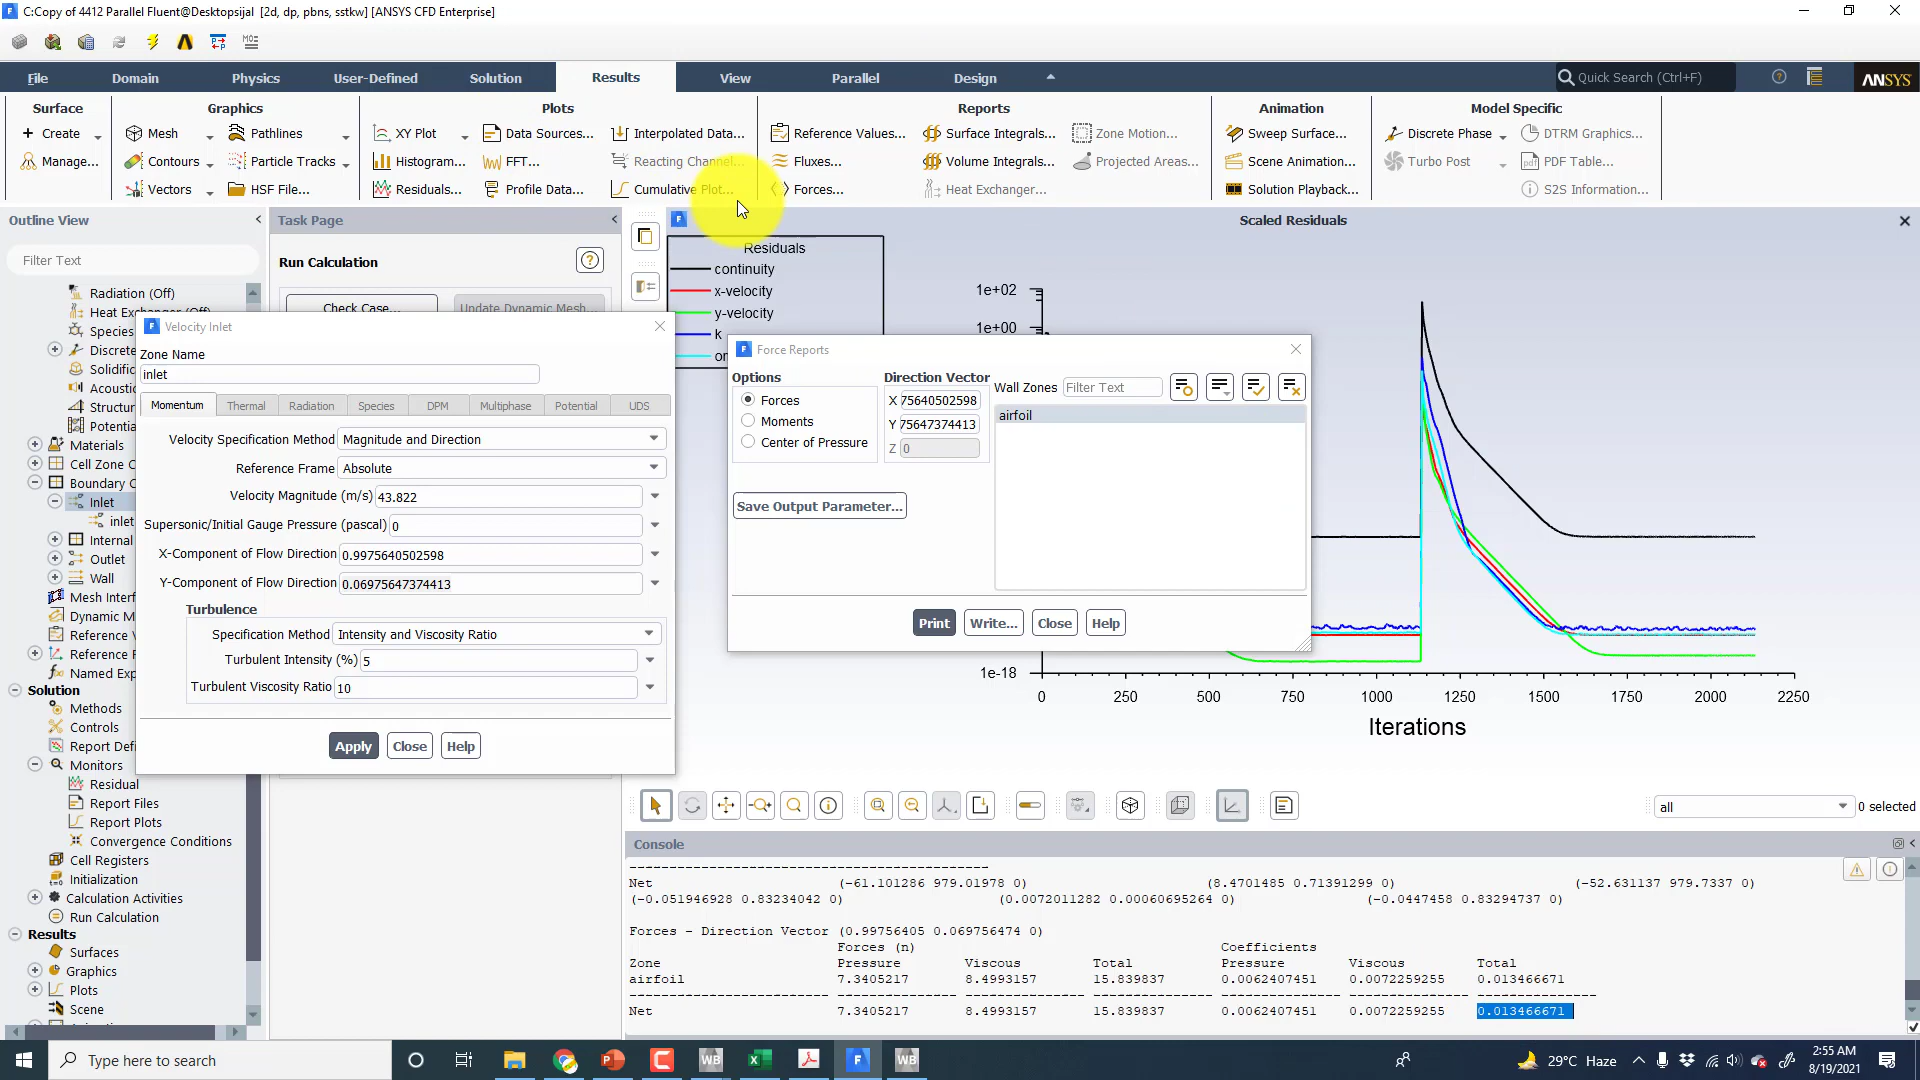 C:Copy of 4412 Parallel Fluent@Desktopsijal [2d, dp, pbns, sstkw] [ANSYS CFD Enterprise]
File Domain Physics User-Defined Solution Results View Parallel Design Quick Search (Ctrl+F) ANSYS
Surface Graphics Plots Reports Animation Model Specific
Create Mesh Pathlines XY Plot Data Sources... Interpolated Data... Reference Values... Surface Integrals... Zone Motion... Sweep Surface... Discrete Phase DTRM Graphics...
Manage... Contours Particle Tracks Histogram... FFT... Reacting Channel... Fluxes... Volume Integrals... Projected Areas... Scene Animation... Turbo Post PDF Table...
Vectors HSF File... Residuals... Profile Data... Cumulative Plot... Forces... Heat Exchanger... Solution Playback... S2S Information...
Outline View
Filter Text
Radiation (Off)
Heat Exchanger (Off)
Species
Discrete
Solidific
Acoustic
Structur
Potentia
Materials
Cell Zone C
Boundary C
Inlet
inlet
Internal
Outlet
Wall
Mesh Interf
Dynamic M
Reference V
Reference F
Named Exp
Solution
Methods
Controls
Report Defi
Monitors
Residual
Report Files
Report Plots
Convergence Conditions
Cell Registers
Initialization
Calculation Activities
Run Calculation
Results
Surfaces
Graphics
Plots
Scene
Task Page
Run Calculation
Check Case... Update Dynamic Mesh...
Velocity Inlet
Zone Name
inlet
Momentum Thermal Radiation Species DPM Multiphase Potential UDS
Velocity Specification Method Magnitude and Direction
Reference Frame Absolute
Velocity Magnitude (m/s) 43.822
Supersonic/Initial Gauge Pressure (pascal) 0
X-Component of Flow Direction 0.9975640502598
Y-Component of Flow Direction 0.06975647374413
Turbulence
Specification Method Intensity and Viscosity Ratio
Turbulent Intensity (%) 5
Turbulent Viscosity Ratio 10
Apply Close Help
Scaled Residuals
Residuals
continuity
x-velocity
y-velocity
k
1e+02
1e+00
1e-18
0 250 500 750 1000 1250 1500 1750 2000 2250
Iterations
Force Reports
Options Direction Vector Wall Zones Filter Text
Forces X 75640502598 airfoil
Moments Y 75647374413
Center of Pressure Z 0
Save Output Parameter...
Print Write... Close Help
all 0 selected
Console
Net (-61.101286 979.01978 0) (8.4701485 0.71391299 0) (-52.631137 979.7337 0)
(-0.051946928 0.83234042 0) (0.0072011282 0.00060695264 0) (-0.0447458 0.83294737 0)
Forces - Direction Vector (0.99756405 0.069756474 0)
Forces (n) Coefficients
Zone Pressure Viscous Total Pressure Viscous Total
airfoil 7.3405217 8.4993157 15.839837 0.0062407451 0.0072259255 0.013466671
Net 7.3405217 8.4993157 15.839837 0.0062407451 0.0072259255 0.013466671
Type here to search
29°C Haze
2:55 AM
8/19/2021